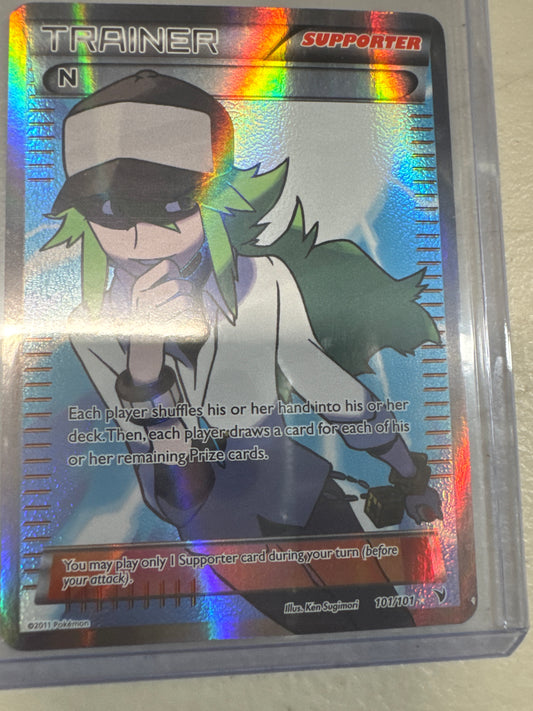 TRAINER
SUPPORTER
N
Each player shuffles his or her hand into his or her
deck. Then, each player draws a card for each of his
or her remaining Prize cards.
You may play only 1 Supporter card during your turn (before
your attack).
Illus. Ken Sugimori 101/101
©2011 Pokémon